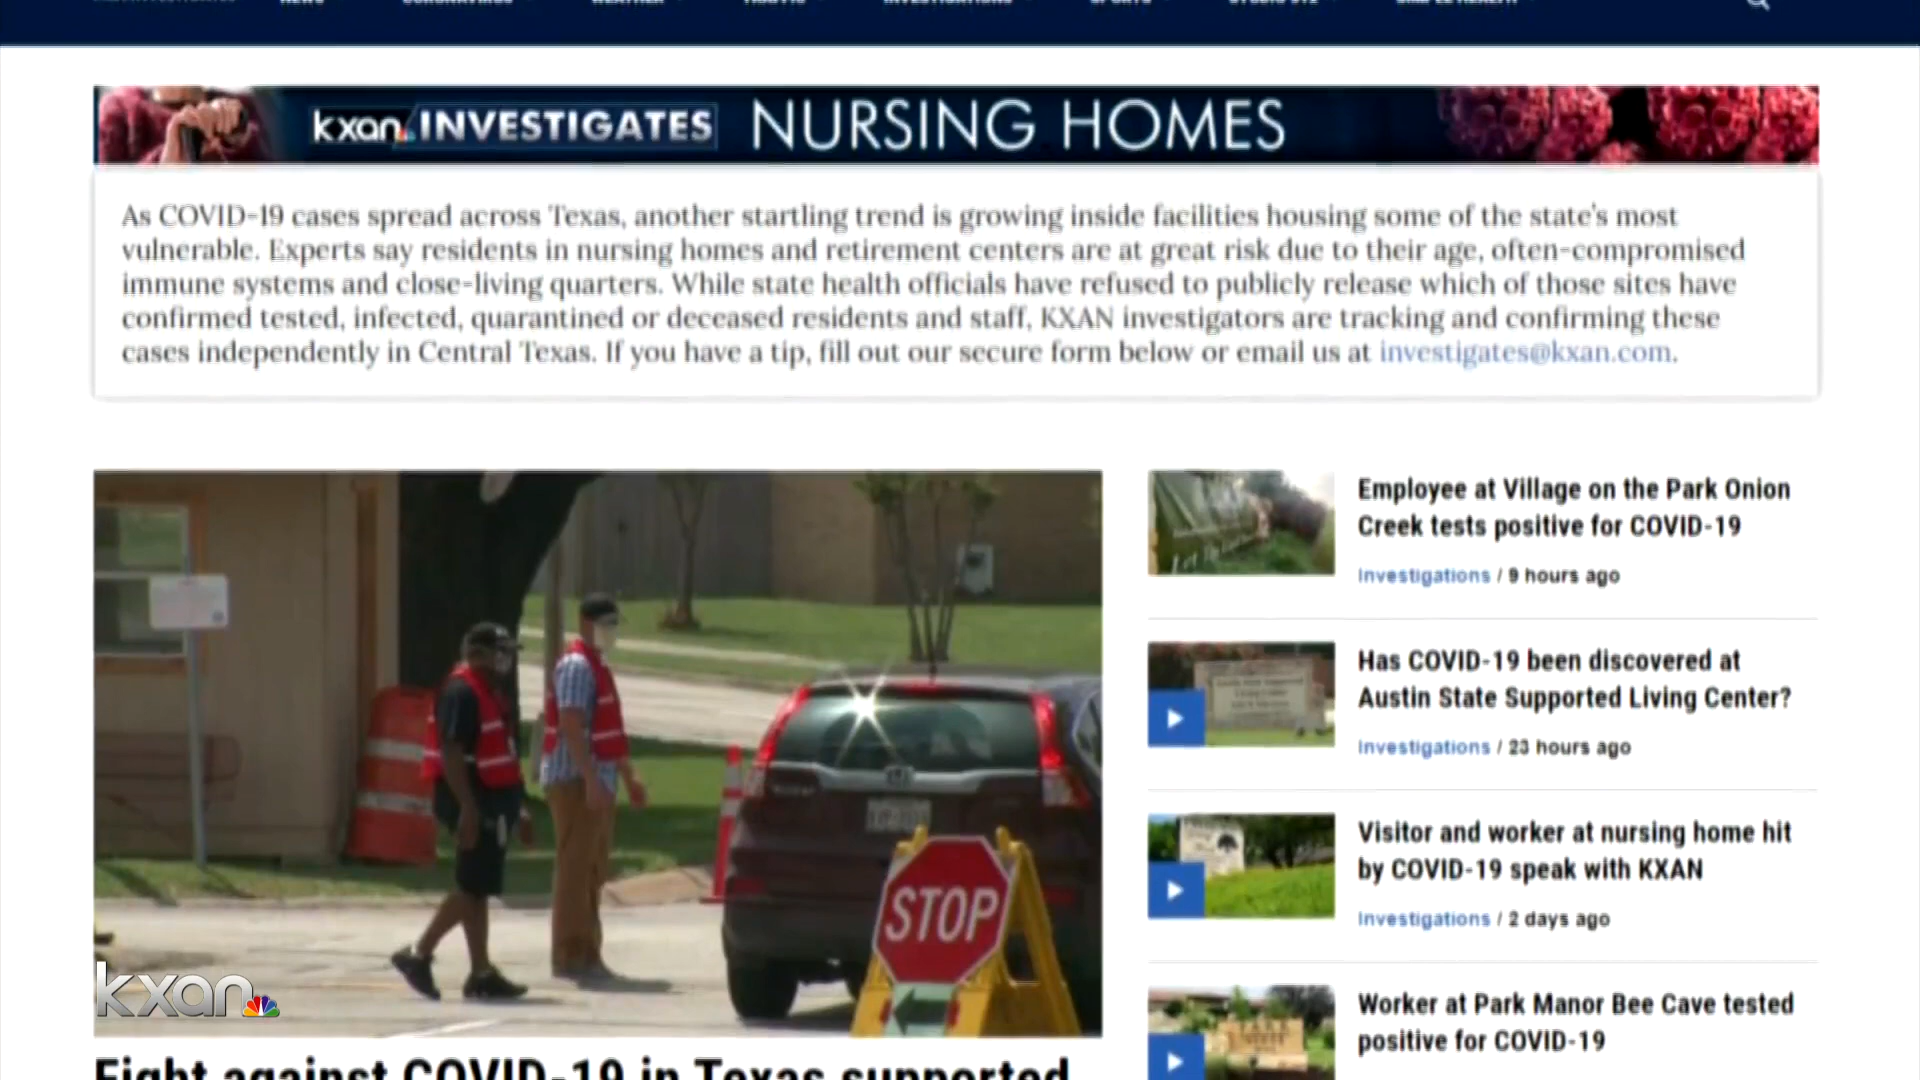 kxan INVESTIGATES NURSING HOMES
As COVID-19 cases spread across Texas, another startling trend is growing inside facilities housing some of the state's most
vulnerable. Experts say residents in nursing homes and retirement centers are at great risk due to their age, often-compromised
immune systems and close-living quarters. While state health officials have refused to publicly release which of those sites have
confirmed tested, infected, quarantined or deceased residents and staff, KXAN investigators are tracking and confirming these
cases independently in Central Texas. If you have a tip, fill out our secure form below or email us at investigates@kxan.com.
STOP
kxan
Fight against COVID-19 in Texas supported
Employee at Village on the Park Onion
Creek tests positive for COVID-19
Investigations / 9 hours ago
Has COVID-19 been discovered at
Austin State Supported Living Center?
Investigations / 23 hours ago
Visitor and worker at nursing home hit
by COVID-19 speak with KXAN
Investigations / 2 days ago
Worker at Park Manor Bee Cave tested
positive for COVID-19